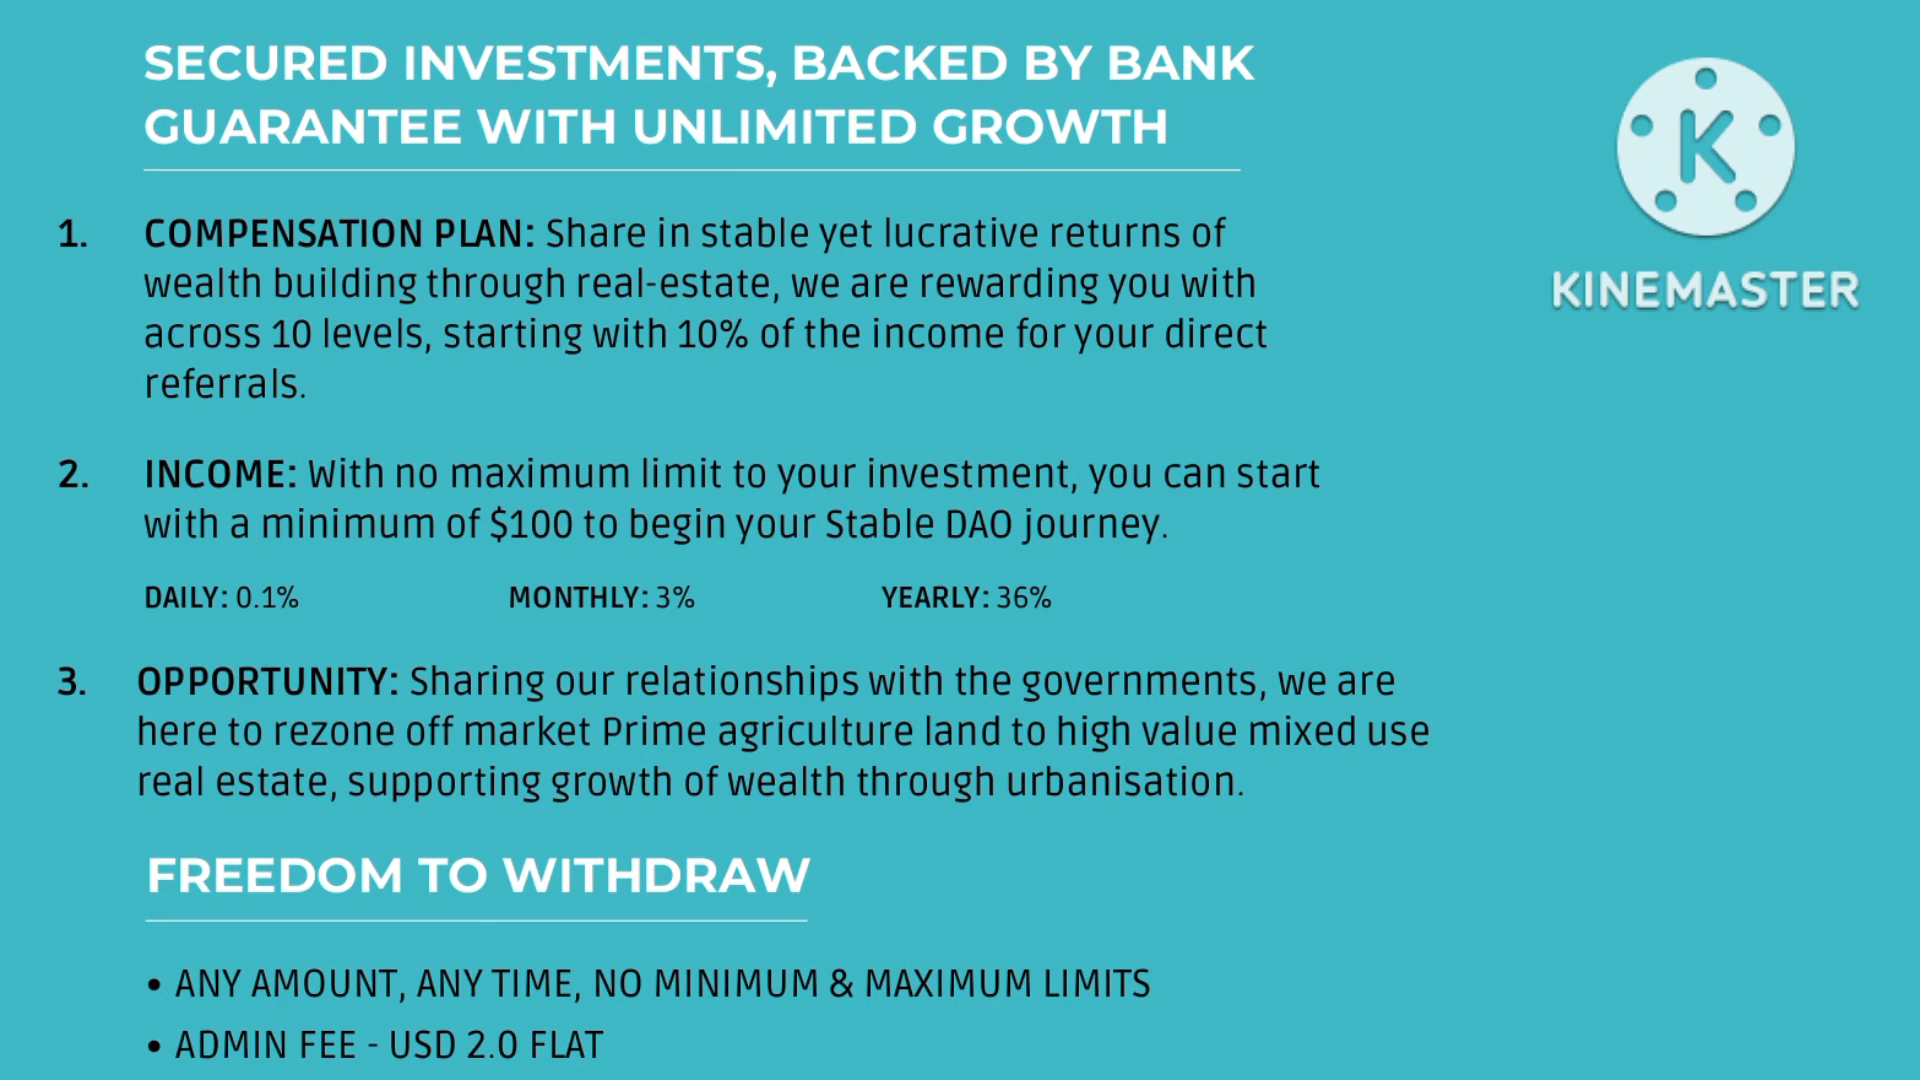 SECURED INVESTMENTS, BACKED BY BANK
GUARANTEE WITH UNLIMITED GROWTH
K
KINEMASTER
1. COMPENSATION PLAN: Share in stable yet lucrative returns of
wealth building through real-estate, we are rewarding you with
across 10 levels, starting with 10% of the income for your direct
referrals.
2. INCOME: With no maximum limit to your investment, you can start
with a minimum of $100 to begin your Stable DAO journey.
DAILY: 0.1% MONTHLY: 3% YEARLY: 36%
3. OPPORTUNITY: Sharing our relationships with the governments, we are
here to rezone off market Prime agriculture land to high value mixed use
real estate, supporting growth of wealth through urbanisation.
FREEDOM TO WITHDRAW
• ANY AMOUNT, ANY TIME, NO MINIMUM & MAXIMUM LIMITS
• ADMIN FEE - USD 2.0 FLAT